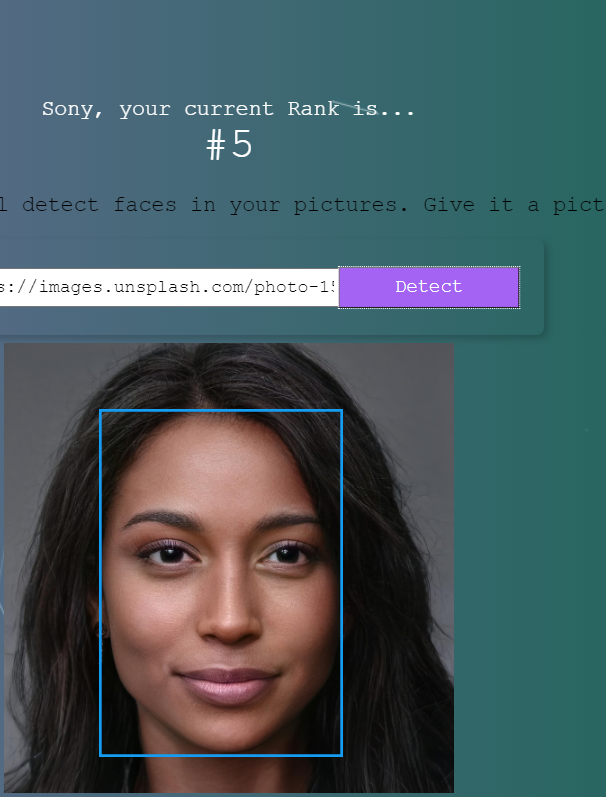 Sony, your current Rank is...
#5
l detect faces in your pictures. Give it a pict
s://images.unsplash.com/photo-15
Detect